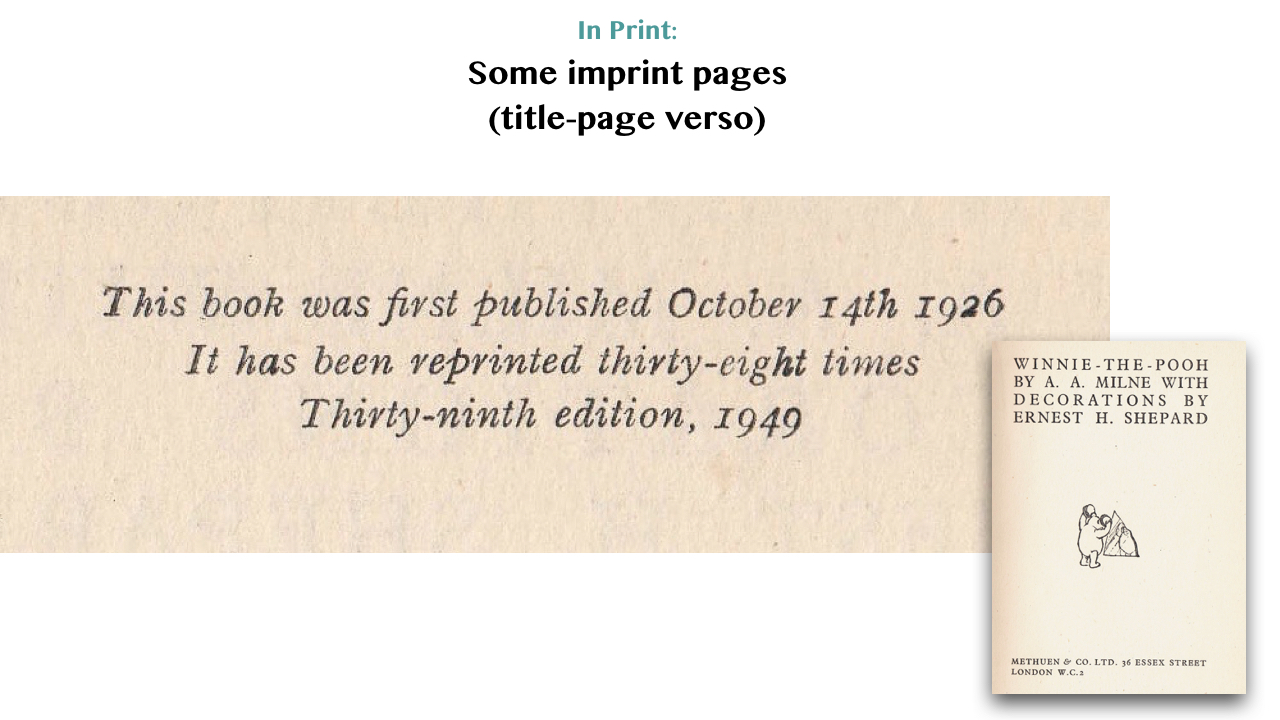 In Print:
Some imprint pages
(title-page verso)
This book was first published October 14th 1926
It has been reprinted thirty-eight times
Thirty-ninth edition, 1949
WINNIE-THE-POOH
BY A. A. MILNE WITH
DECORATIONS BY
ERNEST H. SHEPARD
METHUEN & CO. LTD. 36 ESSEX STREET
LONDON W.C.2